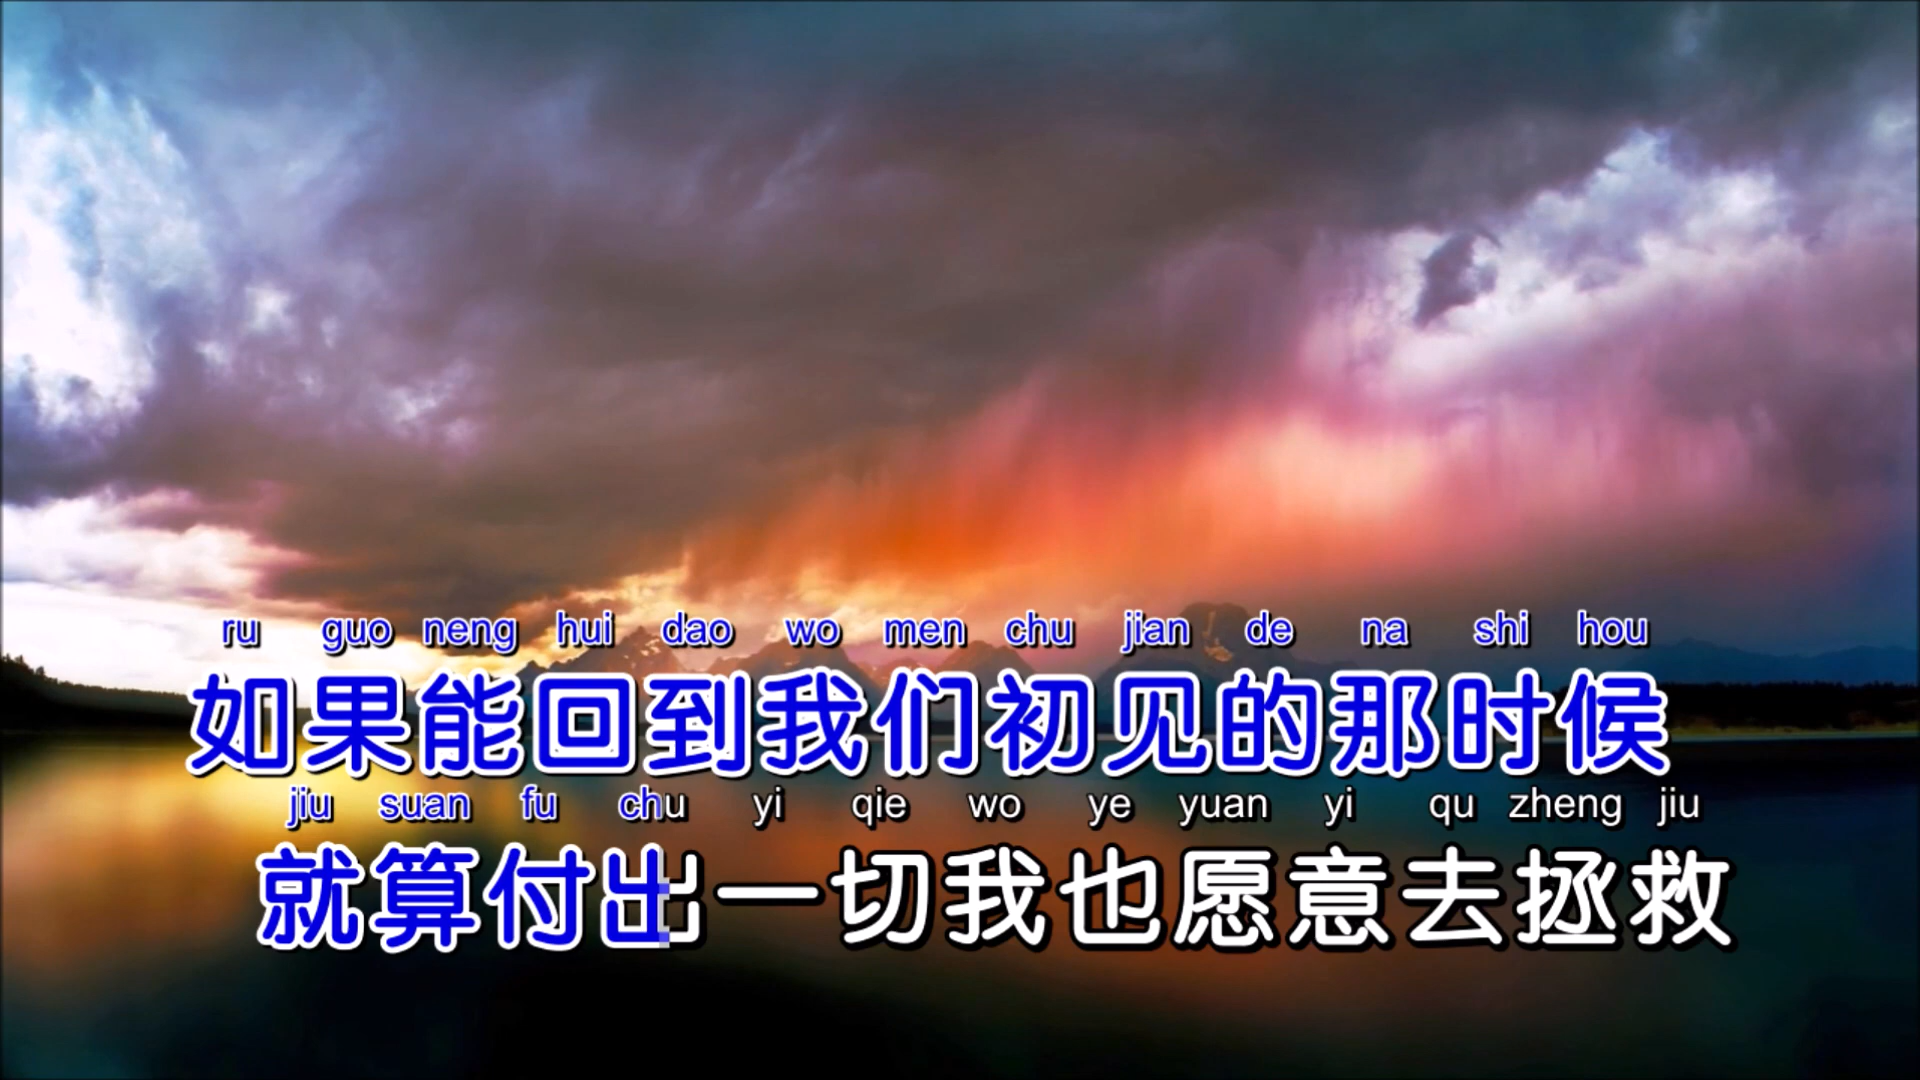 ru guo neng hui dao wo men chu jian de na shi hou
如果能回到我们初见的那时候
jiu suan fu chu yi qie wo ye yuan yi qu zheng jiu
就算付出一切我也愿意去拯救